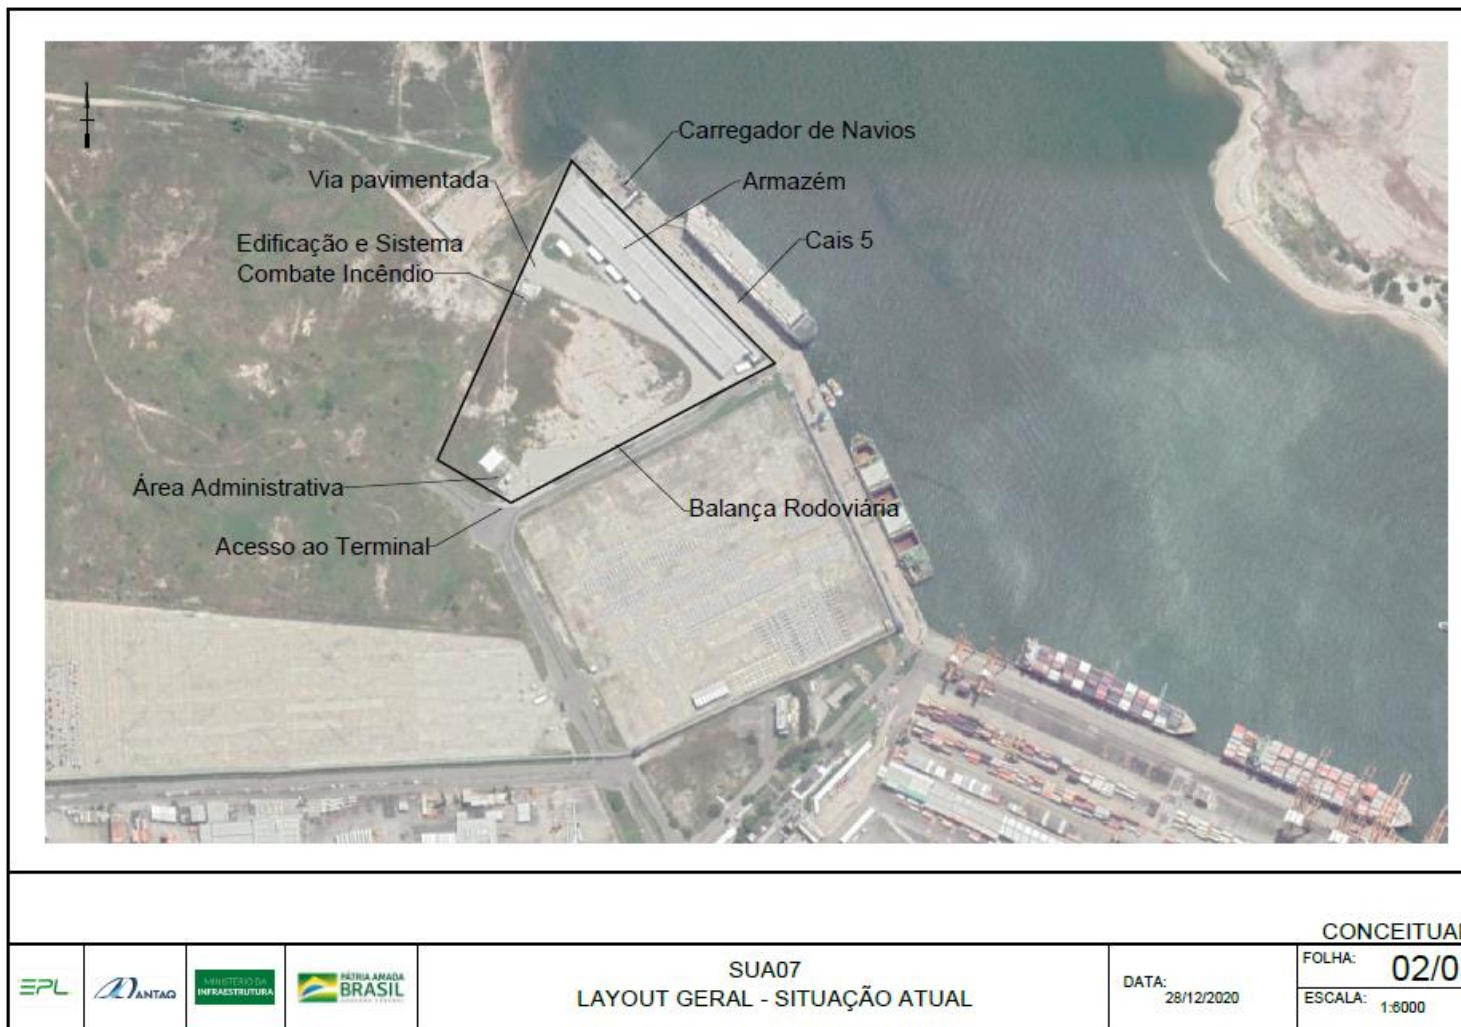 Carregador de Navios
Via pavimentada
Armazém
Edificação e Sistema
Combate Incêndio
Cais 5
Área Administrativa
Balança Rodoviária
Acesso ao Terminal
CONCEITUAL
EPL
ANTAQ
MINISTÉRIO DA
INFRAESTRUTURA
PÁTRIA AMADA
BRASIL
GOVERNO FEDERAL
SUA07
LAYOUT GERAL - SITUAÇÃO ATUAL
DATA:
28/12/2020
FOLHA:
02/0
ESCALA: 1:6000